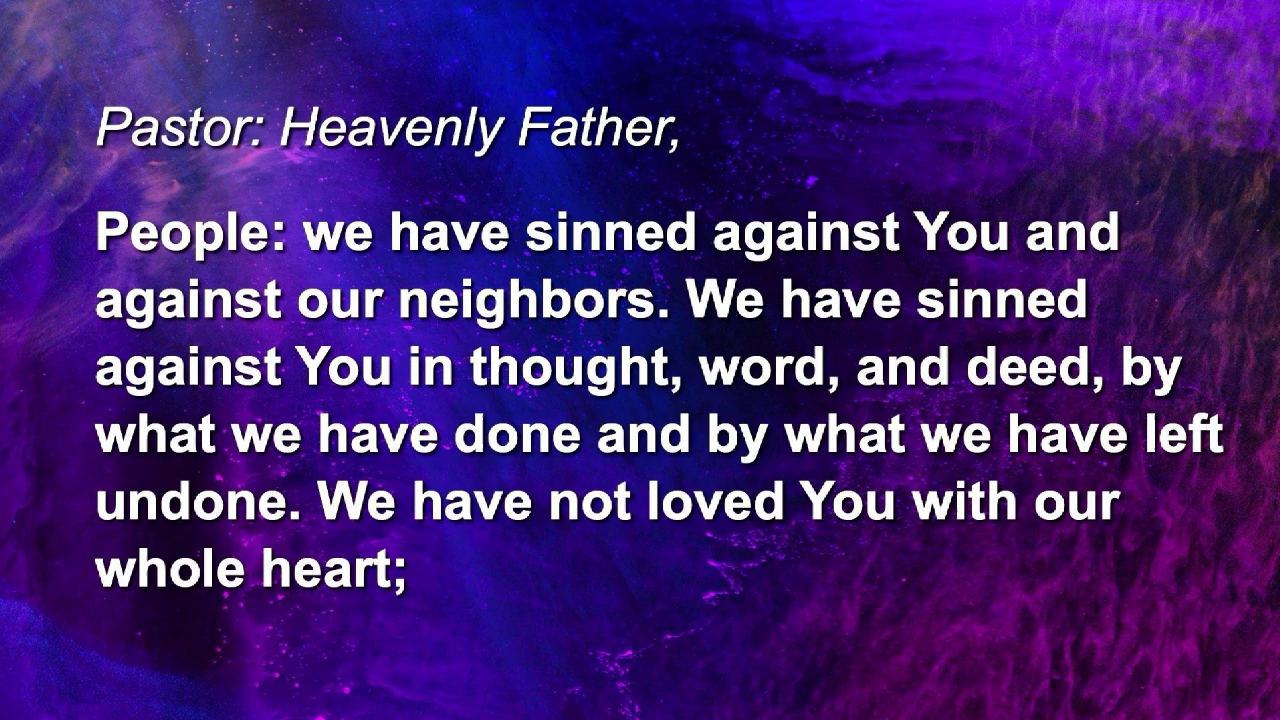 Pastor: Heavenly Father,
People: we have sinned against You and
against our neighbors. We have sinned
against You in thought, word, and deed, by
what we have done and by what we have left
undone. We have not loved You with our
whole heart;